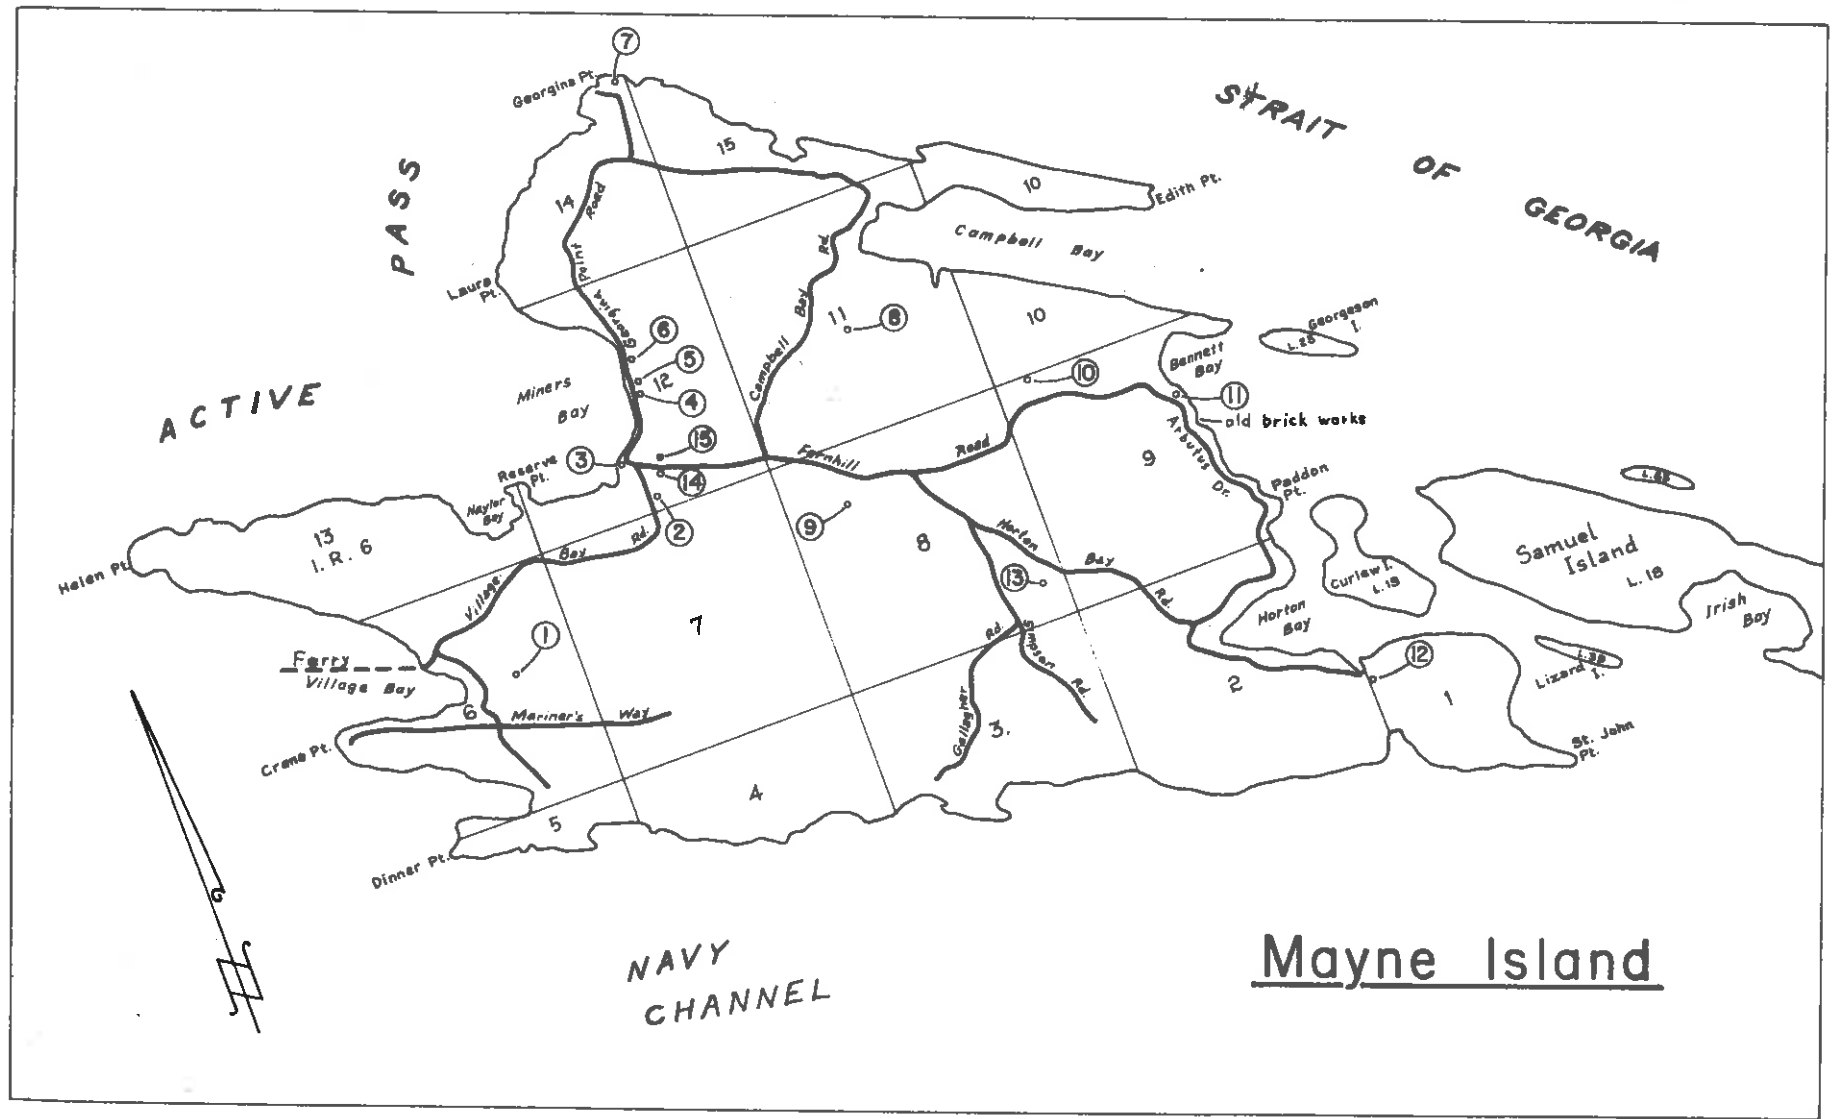 7
Georgina Pt.
STRAIT
OF
GEORGIA
15
10
Edith Pt.
PASS
14
Road
Point
Georgina
Campbell Bay
Laura
Pt.
Rd.
Bay
Campbell
11
8
10
Georgeson
I.
L.25
6
5
12
4
Miners
Bay
Bennett
Bay
10
11
old brick works
ACTIVE
15
3
Reserve
Pt.
14
Fernhill
Road
9
Arbutus
Dr.
Paddon
Pt.
L.65
Naylor
Bay
2
9
8
Horton
Bay
Rd.
13
I.R. 6
Helen Pt.
Village
Bay
Rd.
13
Curlew I.
L.19
Samuel
Island
L. 18
Irish
Bay
Horton
Bay
1
7
Rd.
Simpson
Rd.
Gallagher
Ferry
Village Bay
12
L.39
Lizard
I.
2
1
6
Mariner's Way
3.
St. John
Pt.
Crane Pt.
4
5
Dinner Pt.
NAVY
CHANNEL
Mayne Island